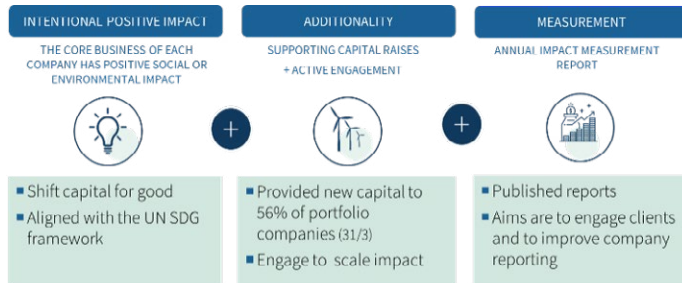 INTENTIONAL POSITIVE IMPACT
THE CORE BUSINESS OF EACH
COMPANY HAS POSITIVE SOCIAL OR
ENVIRONMENTAL IMPACT
+
ADDITIONALITY
SUPPORTING CAPITAL RAISES
+ ACTIVE ENGAGEMENT
+
MEASUREMENT
ANNUAL IMPACT MEASUREMENT
REPORT
Shift capital for good
Aligned with the UN SDG
framework
Provided new capital to
56% of portfolio
companies (31/3)
Engage to scale impact
Published reports
Aims are to engage clients
and to improve company
reporting